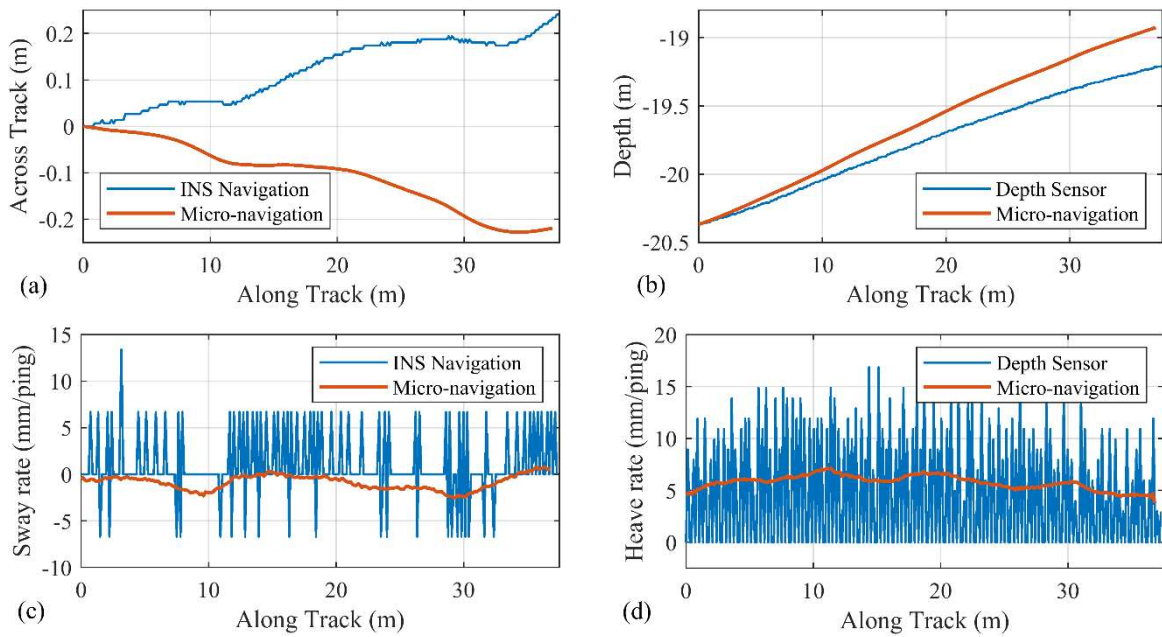 0.2
0.1
0
-0.1
-0.2
Across Track (m)
INS Navigation
Micro-navigation
0 10 20 30
Along Track (m)
(a)
-19
-19.5
-20
-20.5
Depth (m)
Depth Sensor
Micro-navigation
0 10 20 30
Along Track (m)
(b)
15
10
5
0
-5
-10
Sway rate (mm/ping)
INS Navigation
Micro-navigation
0 10 20 30
Along Track (m)
(c)
20
15
10
5
0
Heave rate (mm/ping)
Depth Sensor
Micro-navigation
0 10 20 30
Along Track (m)
(d)